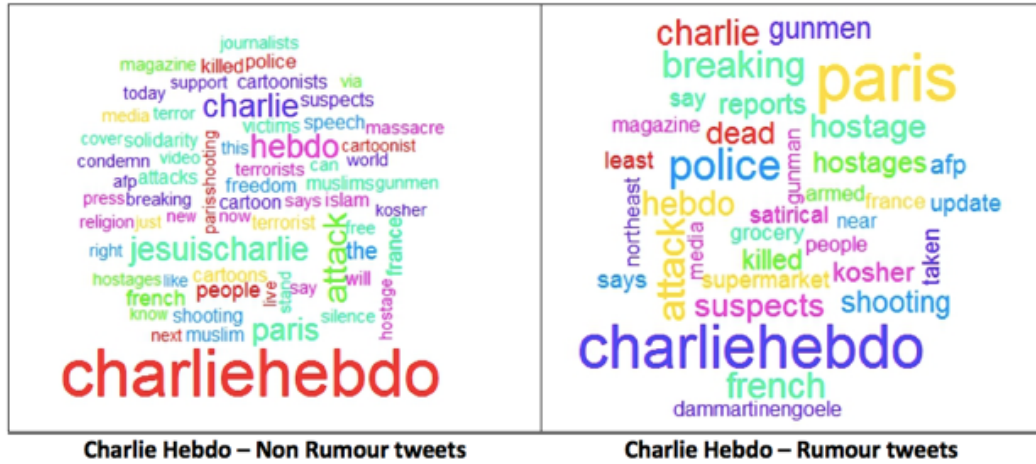 journalists
magazine killed police
support cartoonists via
today charlie suspects
media terror victims speech massacre
cover solidarity parisshooting this hebdo cartoonist
condemn video terrorists can world
afp attacks freedom muslims gunmen
press breaking cartoon says islam kosher
religion just new now terrorist attack free
right jesuischarlie the france
hostages like cartoons stand will
french people live say hostage
know shooting paris silence
next muslim
charliehebdo
Charlie Hebdo – Non Rumour tweets
charlie gunmen
breaking paris
say reports
magazine dead gunman hostage
least police hostages afp
northeast hebdo armed france update
attack media satirical near
grocery people taken
says killed kosher
supermarket
suspects shooting
charliehebdo
french
dammartinengoele
Charlie Hebdo – Rumour tweets